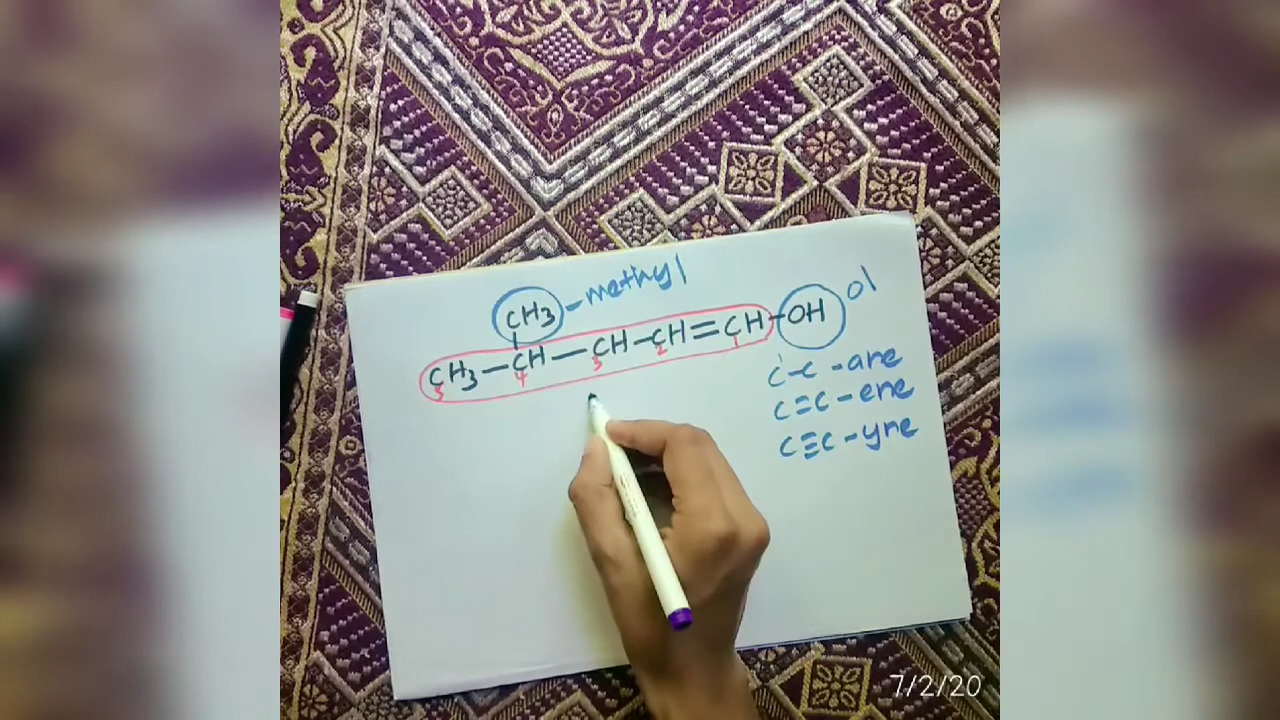 CH3 - methyl
CH3 — CH — CH — CH = CH - OH ol
5 4 3 2 1
C - C - ane
C = C - ene
C ≡ C - yne
7/2/20